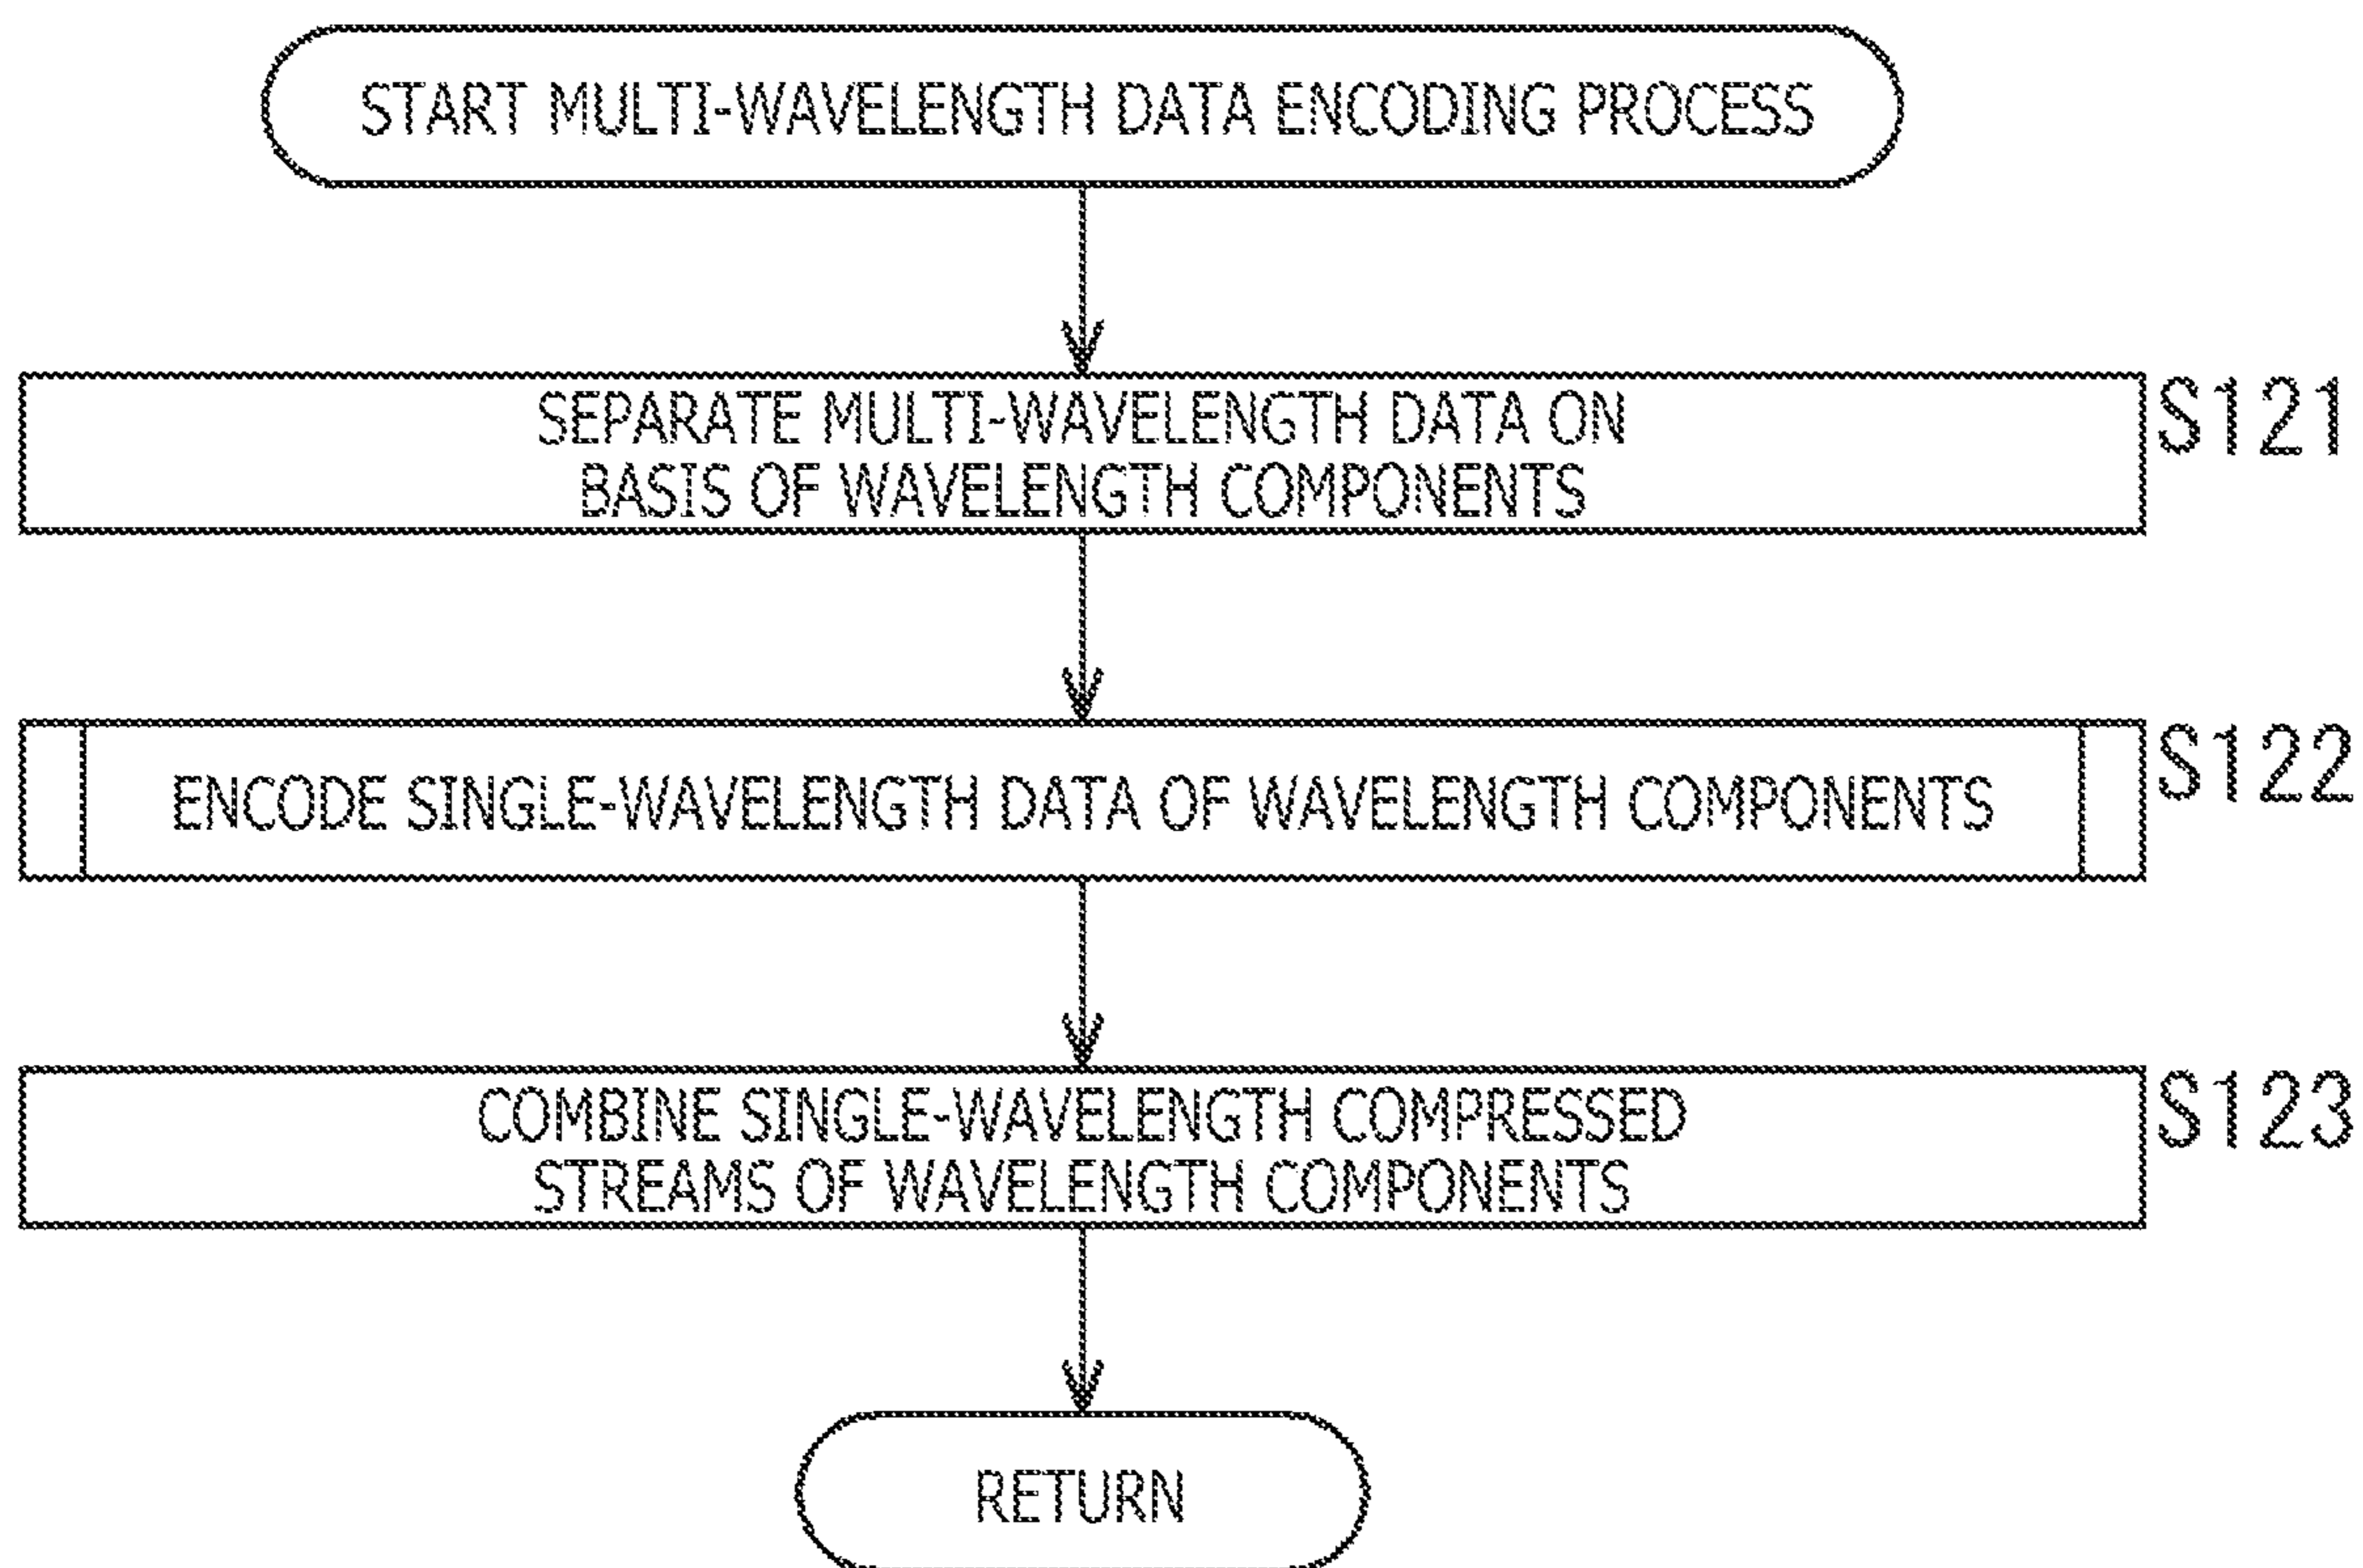 START MULTI-WAVELENGTH DATA ENCODING PROCESS
SEPARATE MULTI-WAVELENGTH DATA ON
BASIS OF WAVELENGTH COMPONENTS
S121
ENCODE SINGLE-WAVELENGTH DATA OF WAVELENGTH COMPONENTS
S122
COMBINE SINGLE-WAVELENGTH COMPRESSED
STREAMS OF WAVELENGTH COMPONENTS
S123
RETURN